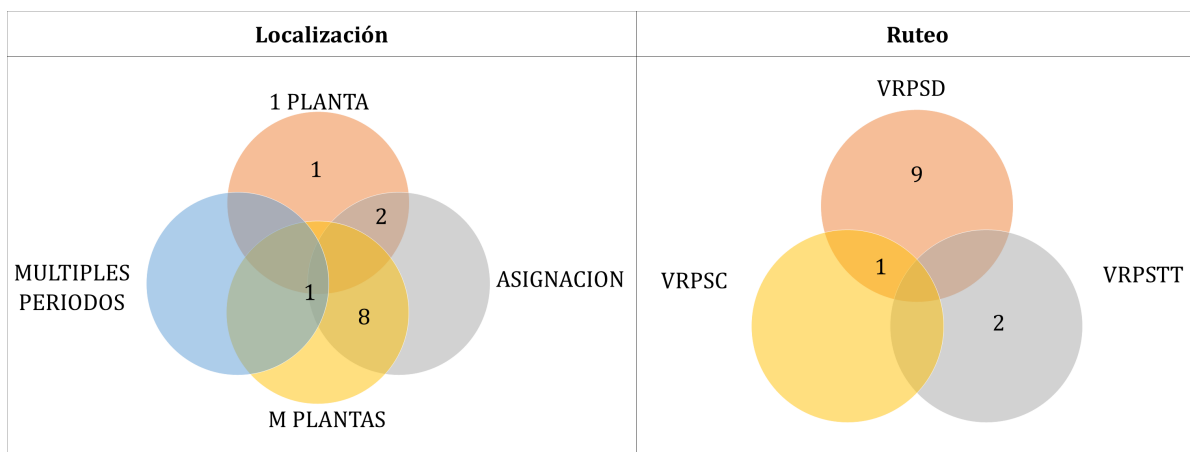 Localización
Ruteo
1 PLANTA
1
2
MULTIPLES
PERIODOS
ASIGNACION
1
8
M PLANTAS
VRPSD
9
VRPSC
1
VRPSTT
2